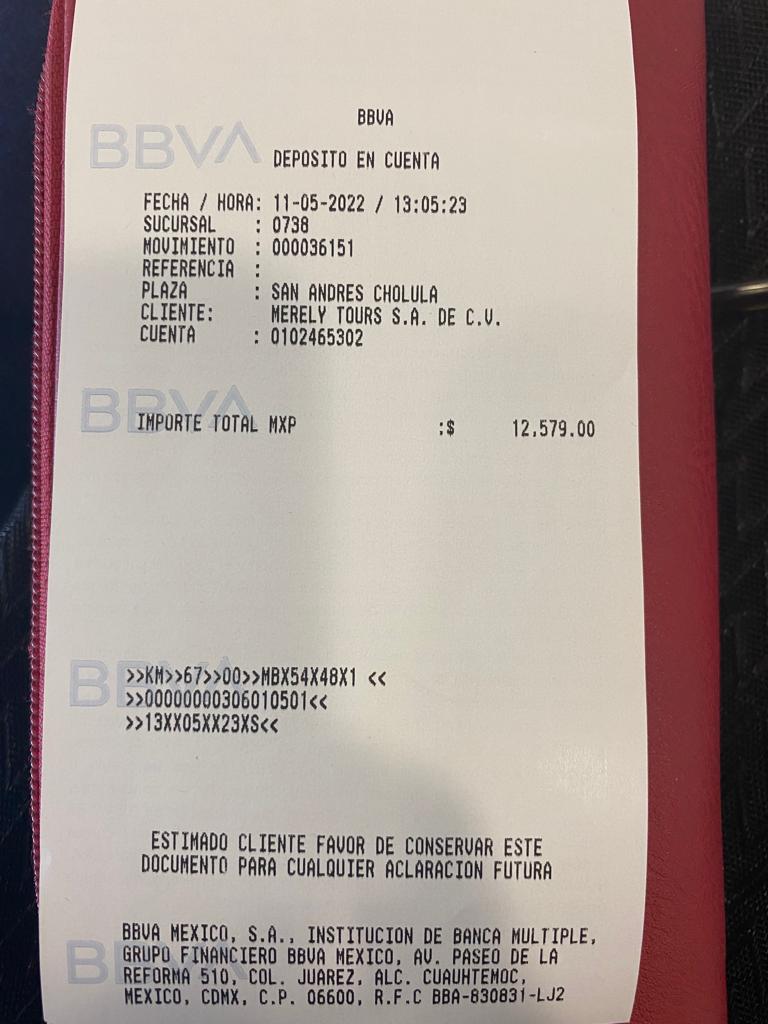 BBVA
BBVA
DEPOSITO EN CUENTA
FECHA / HORA: 11-05-2022 / 13:05:23
SUCURSAL : 0738
MOVIMIENTO : 000036151
REFERENCIA :
PLAZA : SAN ANDRES CHOLULA
CLIENTE: MERELY TOURS S.A. DE C.V.
CUENTA : 0102465302
BBVA
IMPORTE TOTAL MXP :$ 12,579.00
BBVA
>>KM>>67>>00>>MBX54X48X1 <<
>>00000000306010501<<
>>13XX05XX23XS<<
ESTIMADO CLIENTE FAVOR DE CONSERVAR ESTE
DOCUMENTO PARA CUALQUIER ACLARACION FUTURA
BBVA
BBVA MEXICO, S.A., INSTITUCION DE BANCA MULTIPLE,
GRUPO FINANCIERO BBVA MEXICO, AV. PASEO DE LA
REFORMA 510, COL. JUAREZ, ALC. CUAUHTEMOC,
MEXICO, CDMX, C.P. 06600, R.F.C BBA-830831-LJ2